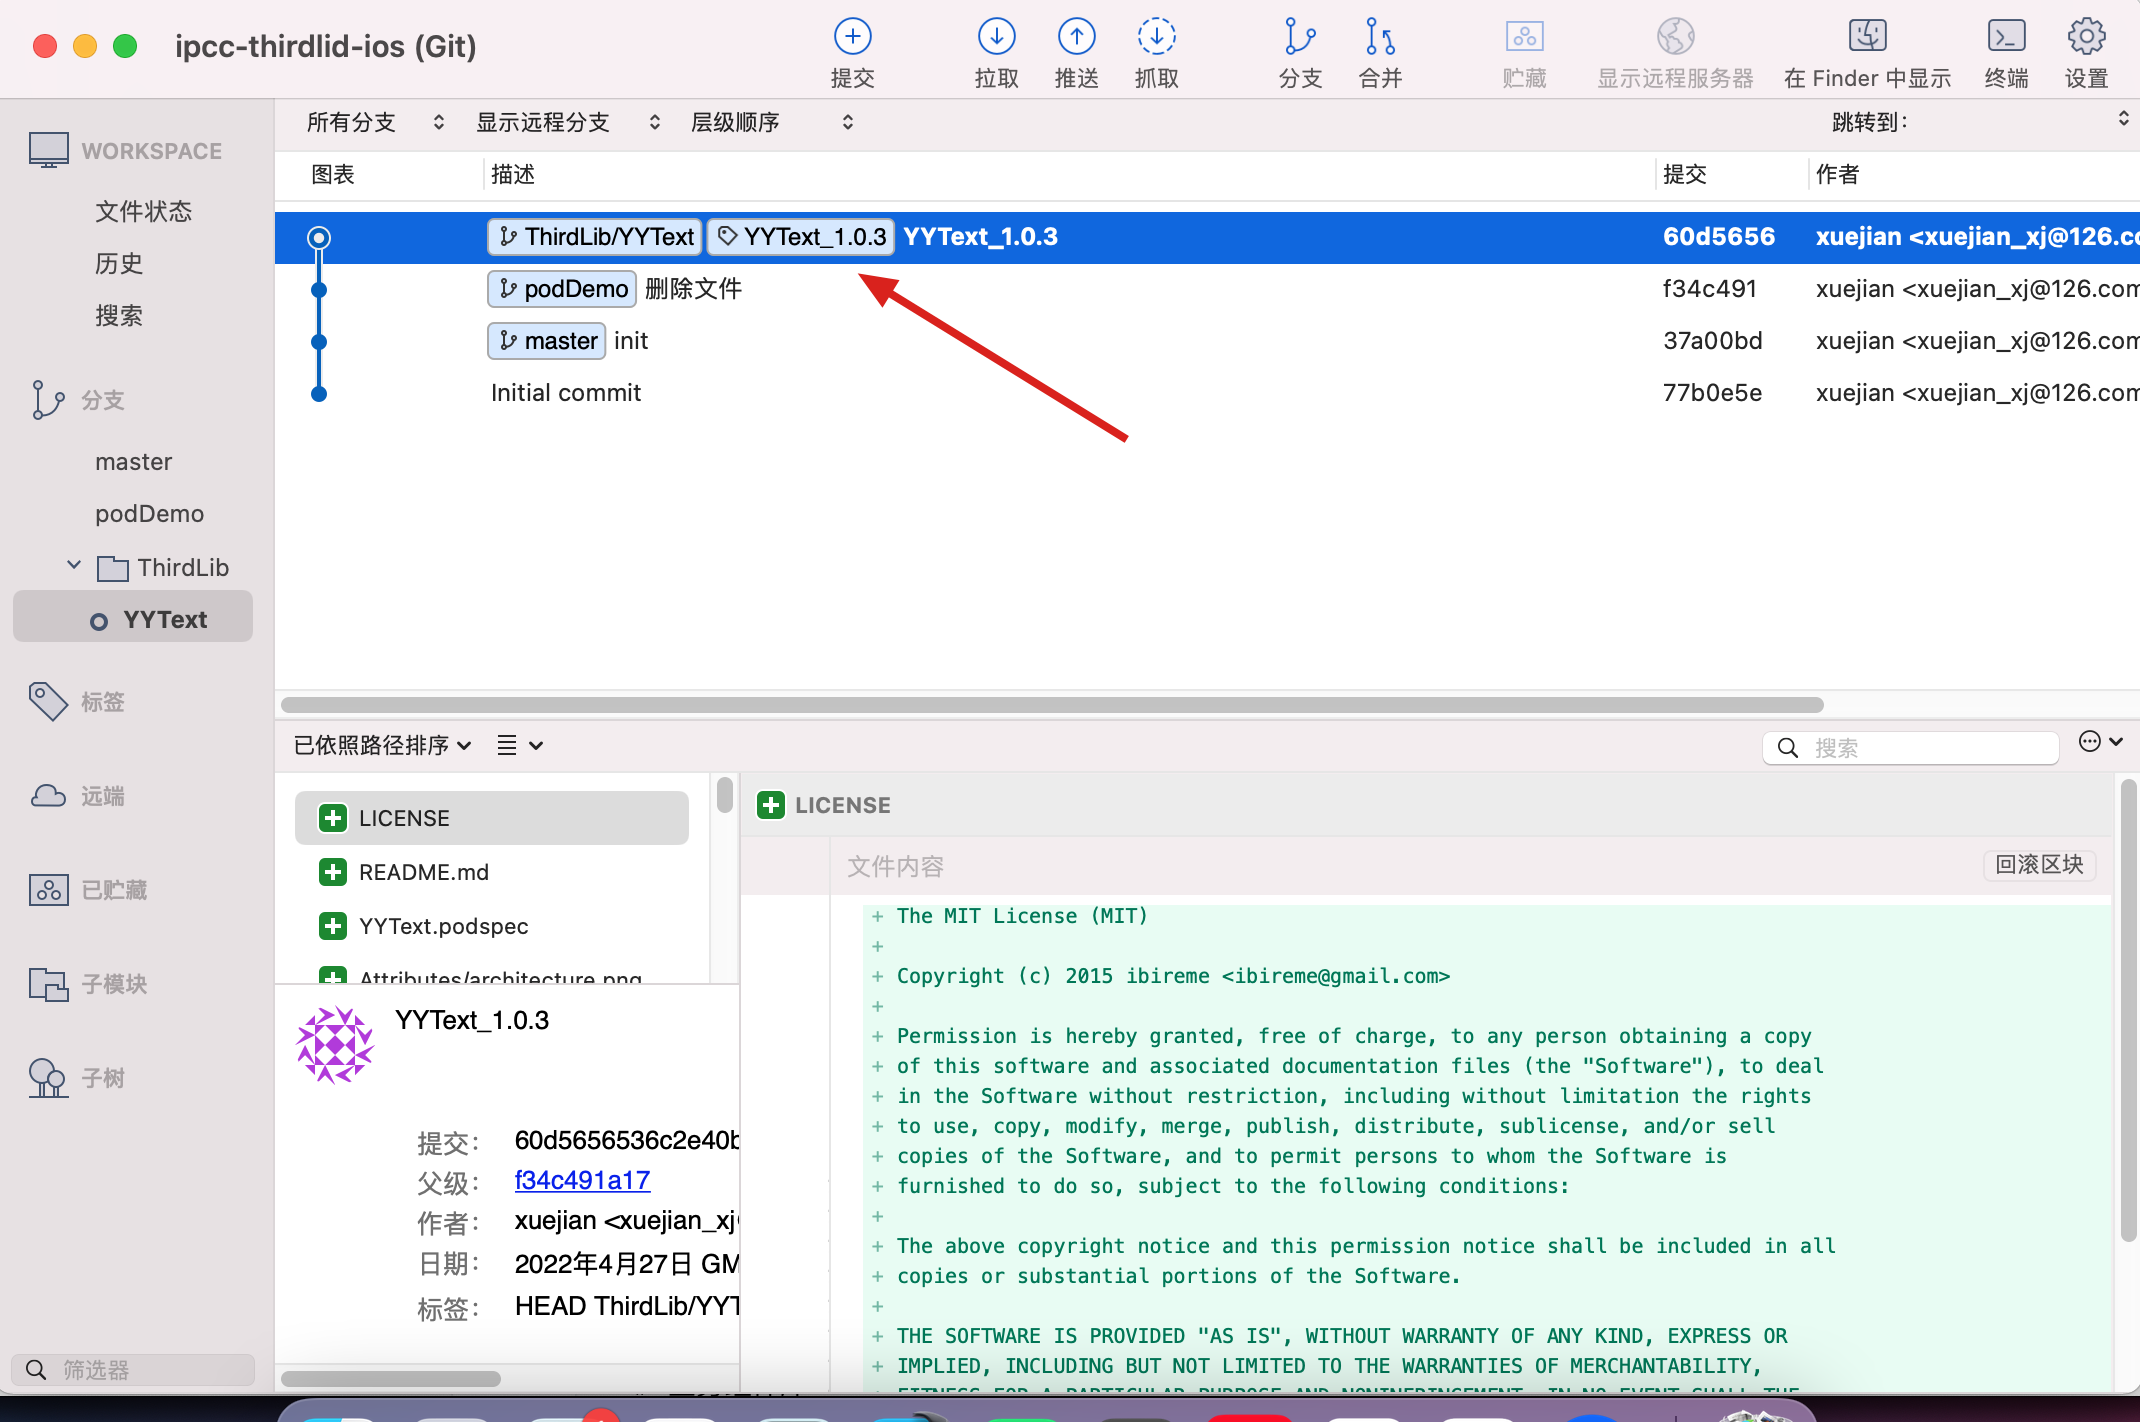 ipcc-thirdlid-ios (Git)
提交
拉取
推送
抓取
分支
合并
贮藏
显示远程服务器
在 Finder 中显示
终端
设置
所有分支
显示远程分支
层级顺序
跳转到：
WORKSPACE
文件状态
历史
搜索
分支
master
podDemo
ThirdLib
YYText
标签
远端
已贮藏
子模块
子树
筛选器
图表 描述 提交 作者
ThirdLib/YYText YYText_1.0.3 YYText_1.0.3 60d5656 xuejian <xuejian_xj@126.co
podDemo 删除文件 f34c491 xuejian <xuejian_xj@126.com
master init 37a00bd xuejian <xuejian_xj@126.com
Initial commit 77b0e5e xuejian <xuejian_xj@126.com
已依照路径排序
搜索
LICENSE
README.md
YYText.podspec
Attributes/architecture.png
YYText_1.0.3
提交： 60d5656536c2e40b
父级： f34c491a17
作者： xuejian <xuejian_xj
日期： 2022年4月27日 GM
标签： HEAD ThirdLib/YYT
LICENSE
文件内容
回滚区块
+ The MIT License (MIT)
+
+ Copyright (c) 2015 ibireme <ibireme@gmail.com>
+
+ Permission is hereby granted, free of charge, to any person obtaining a copy
+ of this software and associated documentation files (the "Software"), to deal
+ in the Software without restriction, including without limitation the rights
+ to use, copy, modify, merge, publish, distribute, sublicense, and/or sell
+ copies of the Software, and to permit persons to whom the Software is
+ furnished to do so, subject to the following conditions:
+
+ The above copyright notice and this permission notice shall be included in all
+ copies or substantial portions of the Software.
+
+ THE SOFTWARE IS PROVIDED "AS IS", WITHOUT WARRANTY OF ANY KIND, EXPRESS OR
+ IMPLIED, INCLUDING BUT NOT LIMITED TO THE WARRANTIES OF MERCHANTABILITY,
+ FITNESS FOR A PARTICULAR PURPOSE AND NONINFRINGEMENT. IN NO EVENT SHALL THE